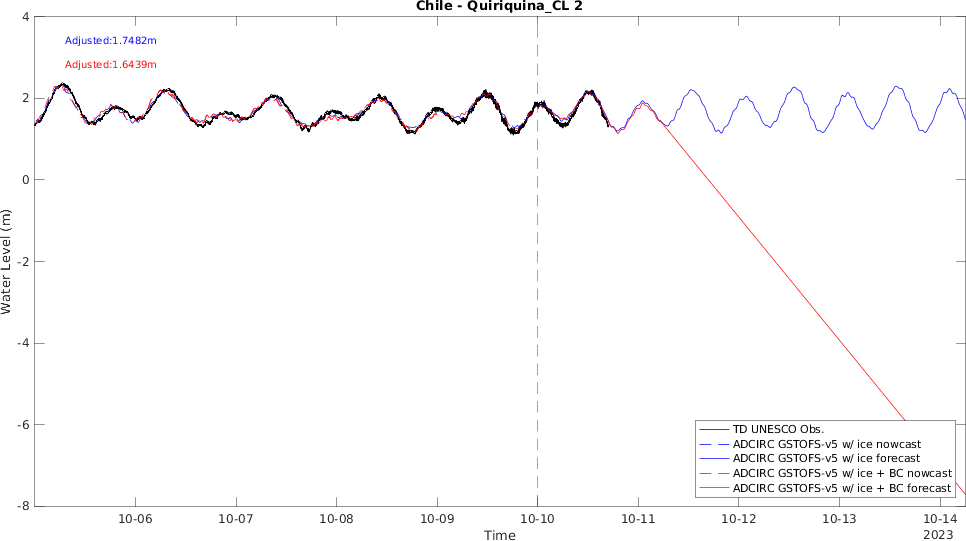 Chile - Quiriquina_CL 2
4
Adjusted:1.7482m
Adjusted:1.6439m
2
0
-2
-4
-6
-8
Water Level (m)
TD UNESCO Obs.
ADCIRC GSTOFS-v5 w/ ice nowcast
ADCIRC GSTOFS-v5 w/ ice forecast
ADCIRC GSTOFS-v5 w/ ice + BC nowcast
ADCIRC GSTOFS-v5 w/ ice + BC forecast
10-06 10-07 10-08 10-09 10-10 10-11 10-12 10-13 10-14
Time
2023